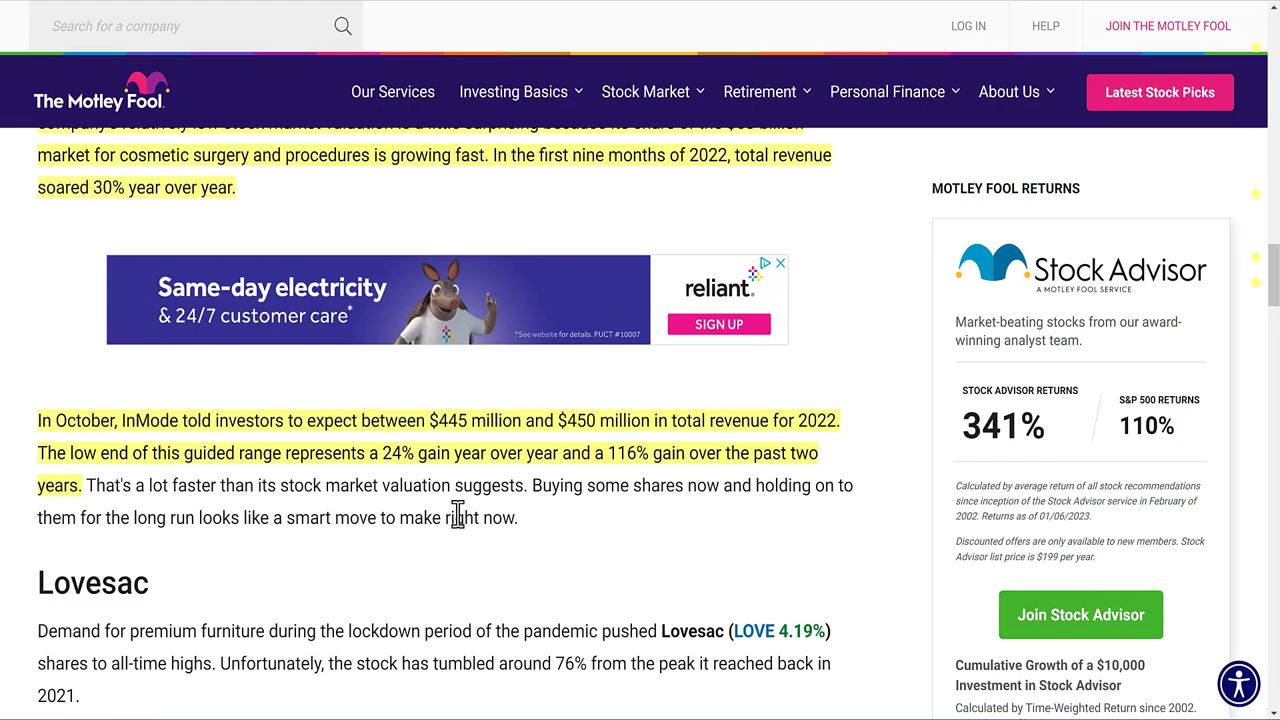 Search for a company
LOG IN
HELP
JOIN THE MOTLEY FOOL
The Motley Fool.
Our Services
Investing Basics
Stock Market
Retirement
Personal Finance
About Us
Latest Stock Picks
market for cosmetic surgery and procedures is growing fast. In the first nine months of 2022, total revenue
soared 30% year over year.
Same-day electricity
& 24/7 customer care*
*See website for details. PUCT #10007
reliant.
SIGN UP
In October, InMode told investors to expect between $445 million and $450 million in total revenue for 2022.
The low end of this guided range represents a 24% gain year over year and a 116% gain over the past two
years. That's a lot faster than its stock market valuation suggests. Buying some shares now and holding on to
them for the long run looks like a smart move to make right now.
Lovesac
Demand for premium furniture during the lockdown period of the pandemic pushed Lovesac (LOVE 4.19%)
shares to all-time highs. Unfortunately, the stock has tumbled around 76% from the peak it reached back in
2021.
MOTLEY FOOL RETURNS
Stock Advisor
A MOTLEY FOOL SERVICE
Market-beating stocks from our award-
winning analyst team.
STOCK ADVISOR RETURNS
341%
S&P 500 RETURNS
110%
Calculated by average return of all stock recommendations
since inception of the Stock Advisor service in February of
2002. Returns as of 01/06/2023.
Discounted offers are only available to new members. Stock
Advisor list price is $199 per year.
Join Stock Advisor
Cumulative Growth of a $10,000
Investment in Stock Advisor
Calculated by Time-Weighted Return since 2002.